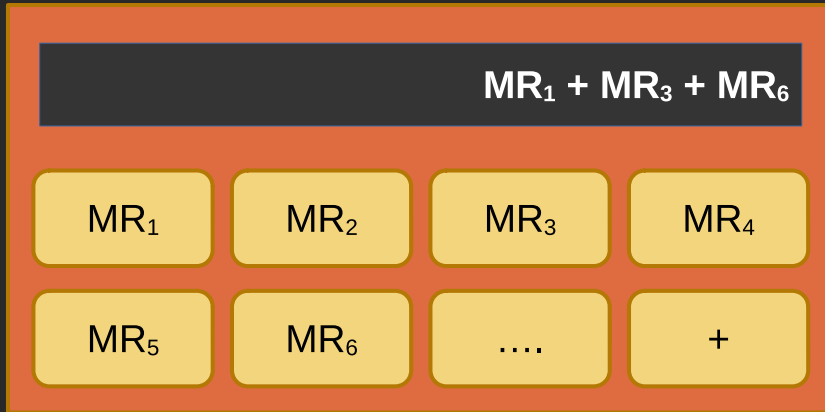 MR₁ + MR₃ + MR₆
MR₁ MR₂ MR₃ MR₄
MR₅ MR₆ .... +